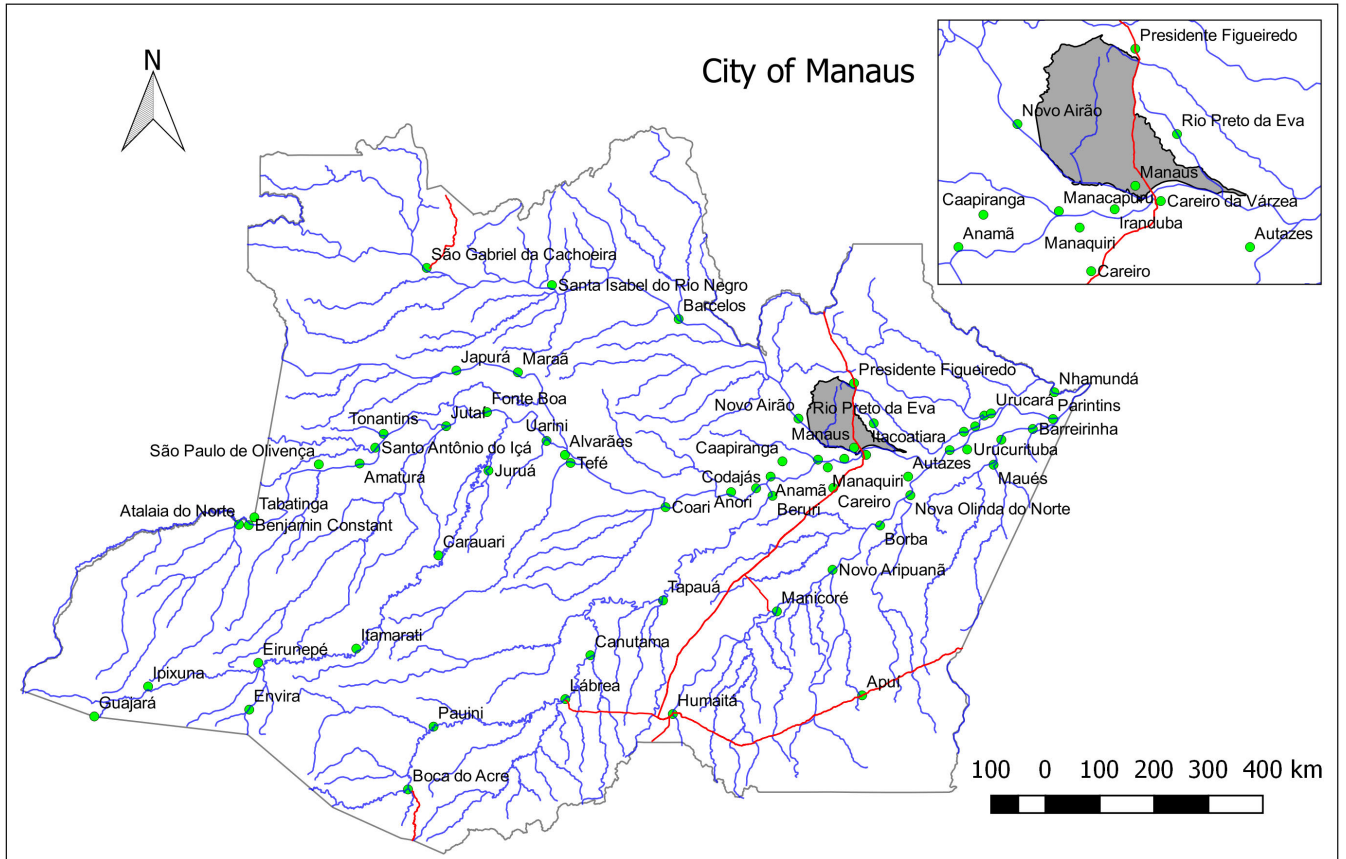 Presidente Figueiredo
N
City of Manaus
Novo Airão
Rio Preto da Eva
Manaus
Caapiranga
Manacapuru
Careiro da Várzea
Iranduba
Anamã
Manaquiri
Autazes
Careiro
São Gabriel da Cachoeira
Santa Isabel do Rio Negro
Barcelos
Japurá
Maraã
Presidente Figueiredo
Nhamundá
Fonte Boa
Urucará
Parintins
Tonantins
Jutaí
Novo Airão
Rio Preto da Eva
Uarini
Barreirinha
São Paulo de Olivença
Santo Antônio do Içá
Alvarães
Manaus
Itacoatiara
Caapiranga
Urucurituba
Tefé
Autazes
Amaturá
Juruá
Codajás
Manaquiri
Maués
Anamã
Tabatinga
Anori
Careiro
Atalaia do Norte
Coari
Beruri
Nova Olinda do Norte
Benjamin Constant
Borba
Carauari
Novo Aripuanã
Tapauá
Manicoré
Itamarati
Canutama
Eirunepé
Ipixuna
Lábrea
Apuí
Envira
Guajará
Humaitá
Pauini
Boca do Acre
100 0 100 200 300 400 km